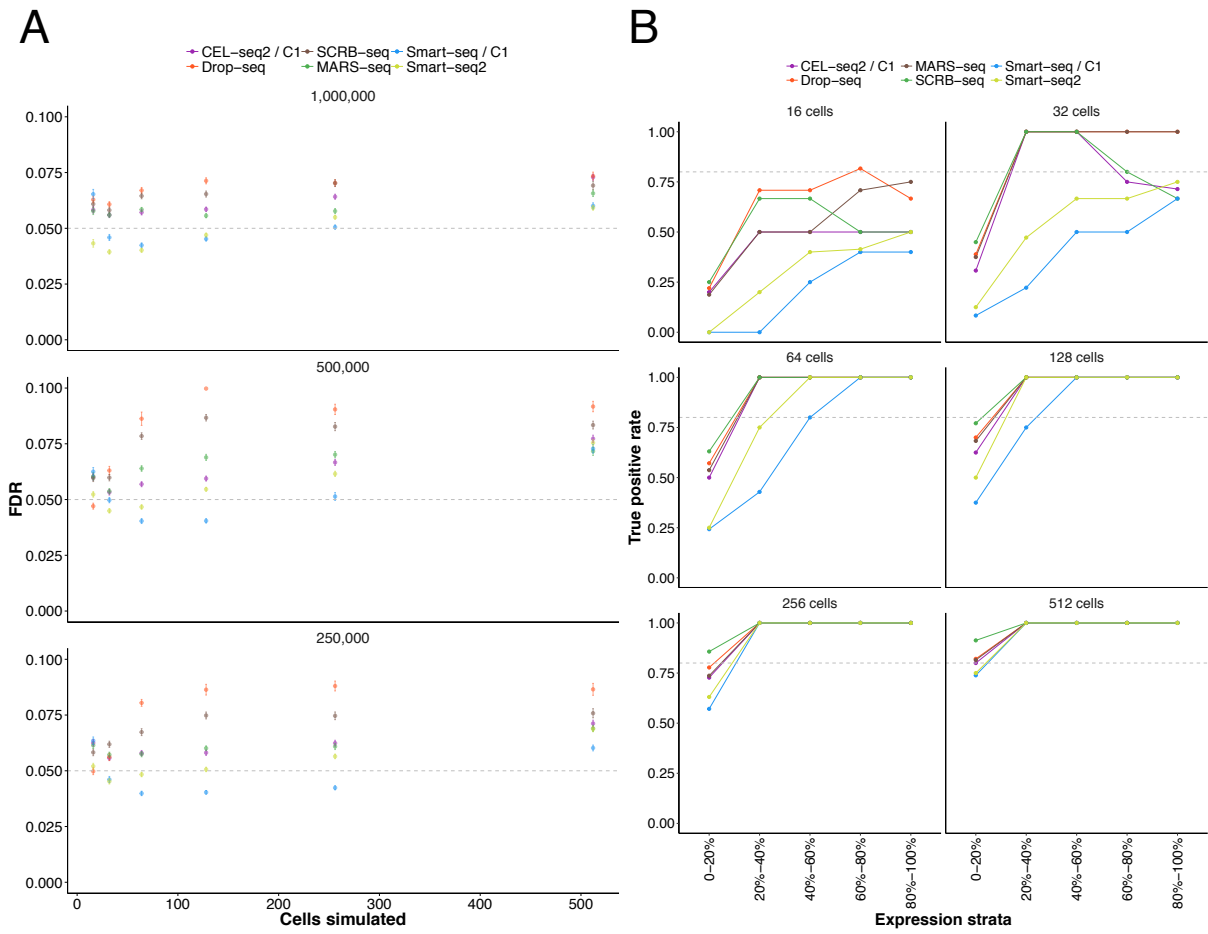 A
CEL−seq2 / C1 SCRB−seq Smart−seq / C1
Drop−seq MARS−seq Smart−seq2
1,000,000
0.100
0.075
0.050
0.025
0.000
500,000
0.100
0.075
0.050
0.025
0.000
250,000
0.100
0.075
0.050
0.025
0.000
FDR
0 100 200 300 400 500
Cells simulated
B
CEL−seq2 / C1 MARS−seq Smart−seq / C1
Drop−seq SCRB−seq Smart−seq2
16 cells 32 cells
1.00
0.75
0.50
0.25
0.00
64 cells 128 cells
1.00
0.75
0.50
0.25
0.00
256 cells 512 cells
1.00
0.75
0.50
0.25
0.00
True positive rate
0−20% 20%−40% 40%−60% 60%−80% 80%−100% 0−20% 20%−40% 40%−60% 60%−80% 80%−100%
Expression strata